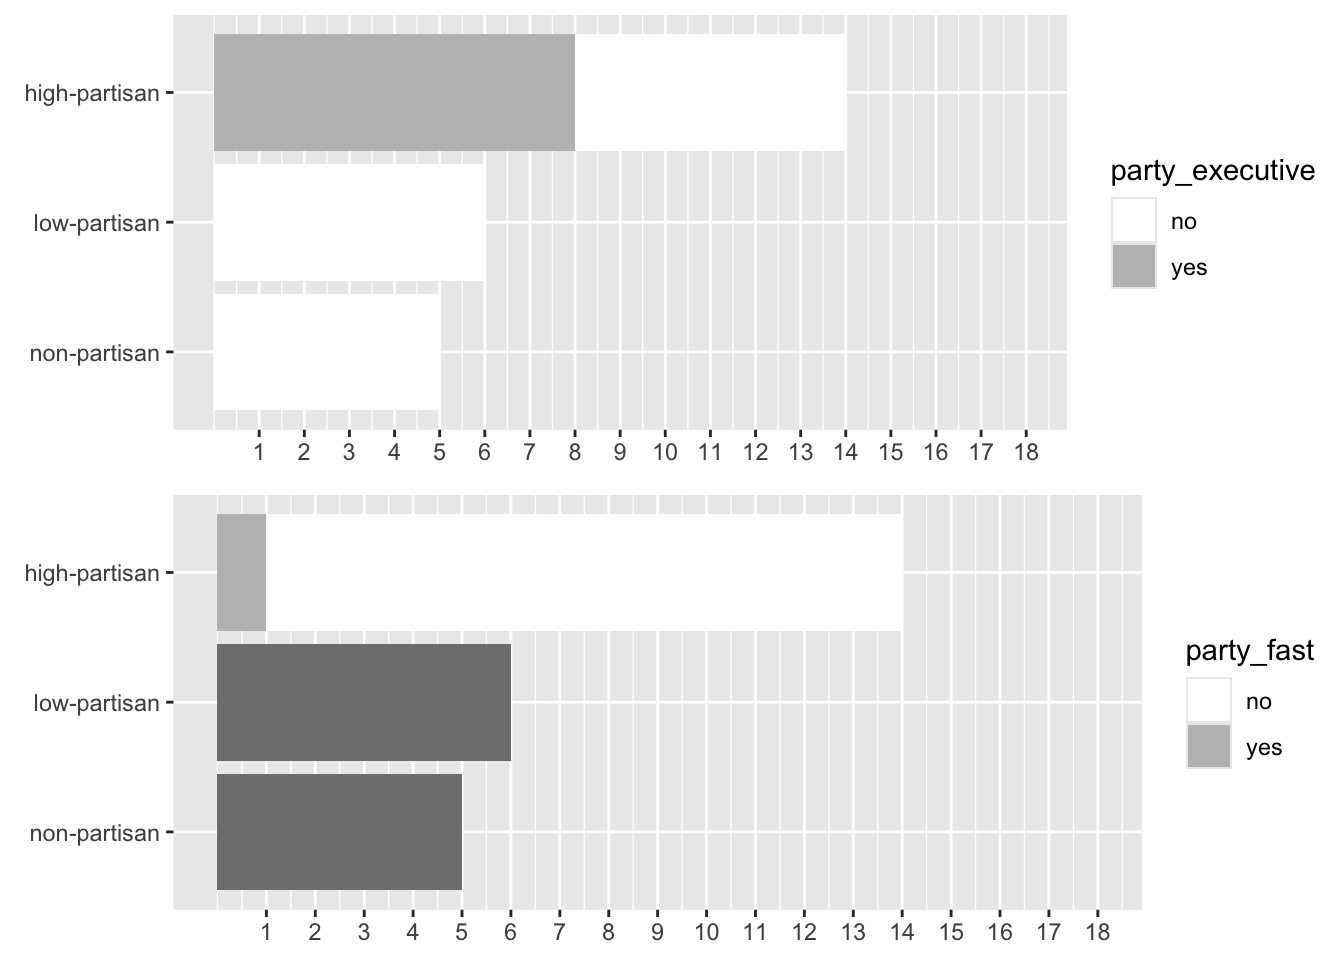 high-partisan
low-partisan
non-partisan
1 2 3 4 5 6 7 8 9 10 11 12 13 14 15 16 17 18
party_executive
no
yes
high-partisan
low-partisan
non-partisan
1 2 3 4 5 6 7 8 9 10 11 12 13 14 15 16 17 18
party_fast
no
yes